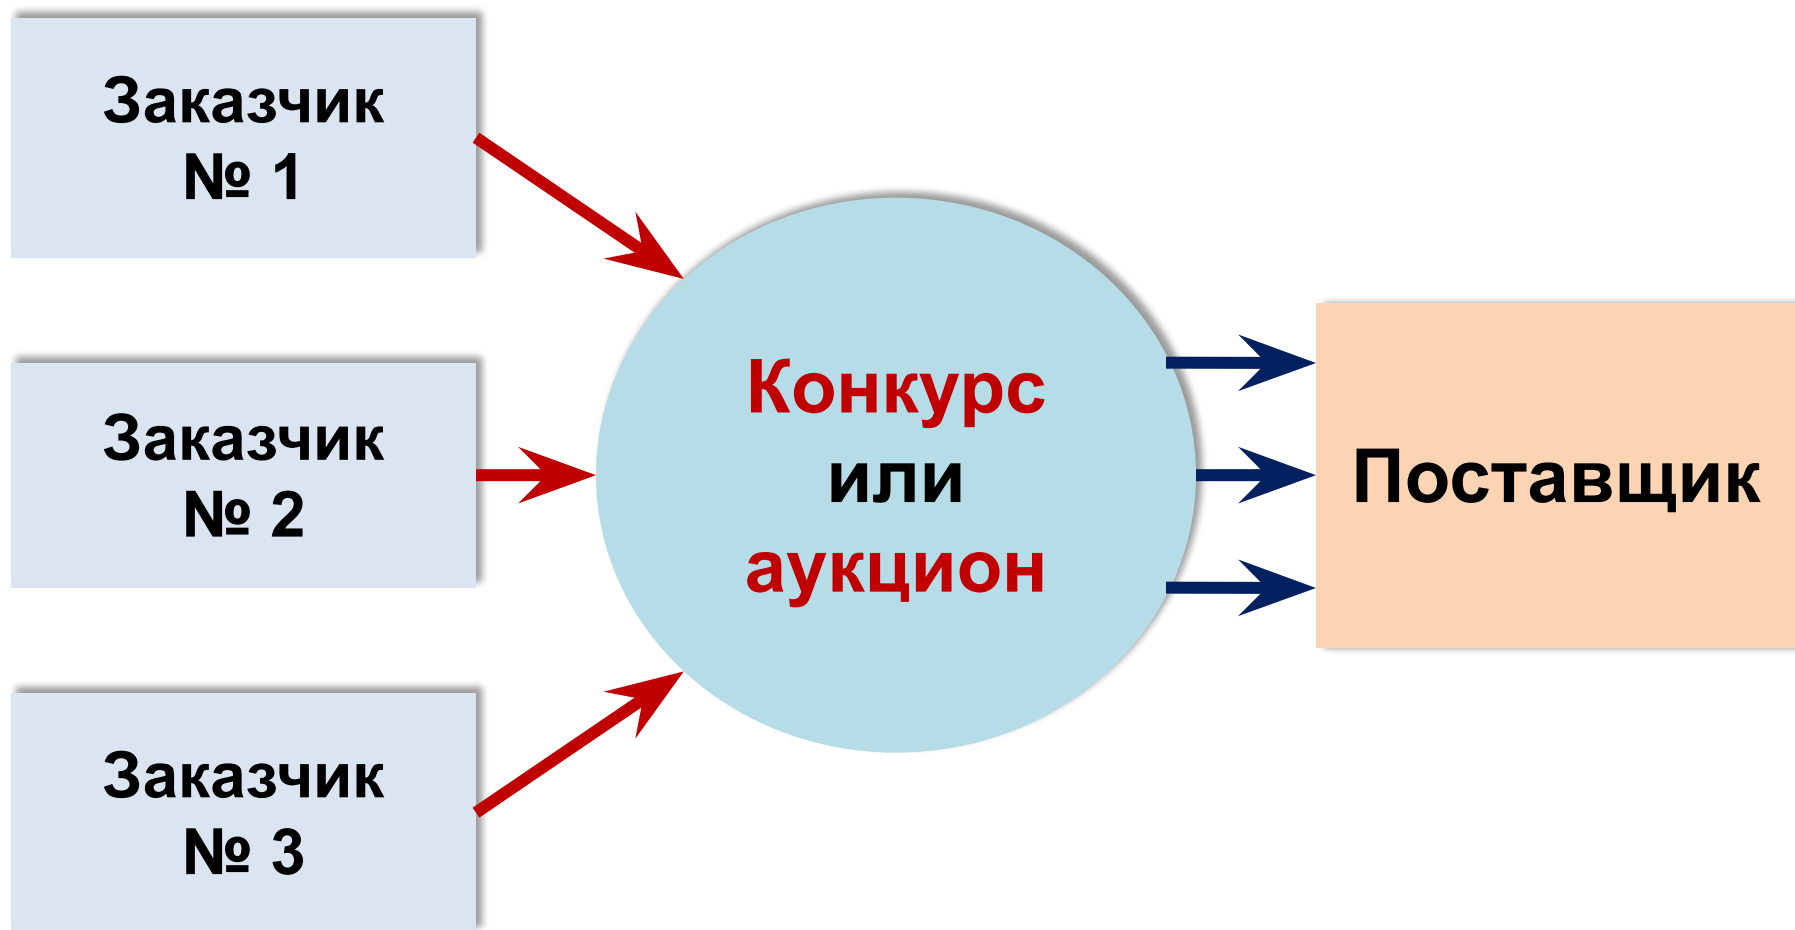 Заказчик
№ 1
Заказчик
№ 2
Заказчик
№ 3
Конкурс
или
аукцион
Поставщик